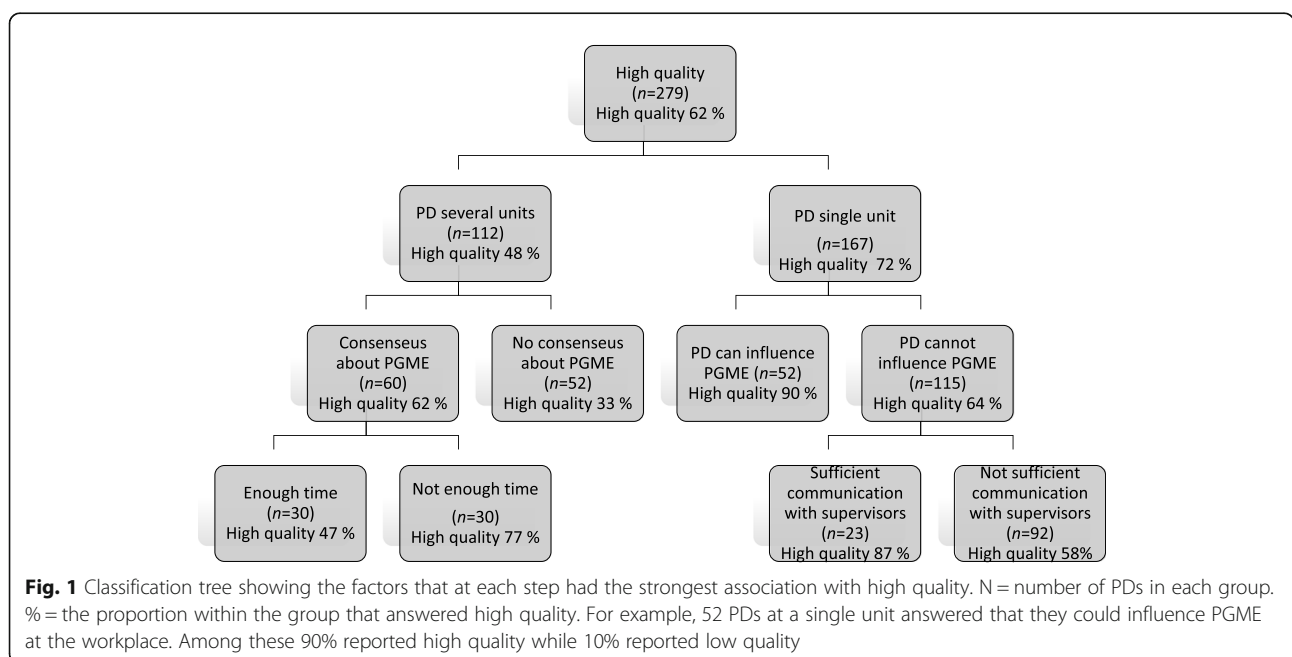 High quality
(n=279)
High quality 62 %
PD several units
(n=112)
High quality 48 %
PD single unit
(n=167)
High quality 72 %
Consenseus
about PGME
(n=60)
High quality 62 %
No consenseus
about PGME
(n=52)
High quality 33 %
PD can influence
PGME (n=52)
High quality 90 %
PD cannot
influence PGME
(n=115)
High quality 64 %
Enough time
(n=30)
High quality 47 %
Not enough time
(n=30)
High quality 77 %
Sufficient
communication
with supervisors
(n=23)
High quality 87 %
Not sufficient
communication
with supervisors
(n=92)
High quality 58%
Fig. 1 Classification tree showing the factors that at each step had the strongest association with high quality. N = number of PDs in each group.
% = the proportion within the group that answered high quality. For example, 52 PDs at a single unit answered that they could influence PGME
at the workplace. Among these 90% reported high quality while 10% reported low quality